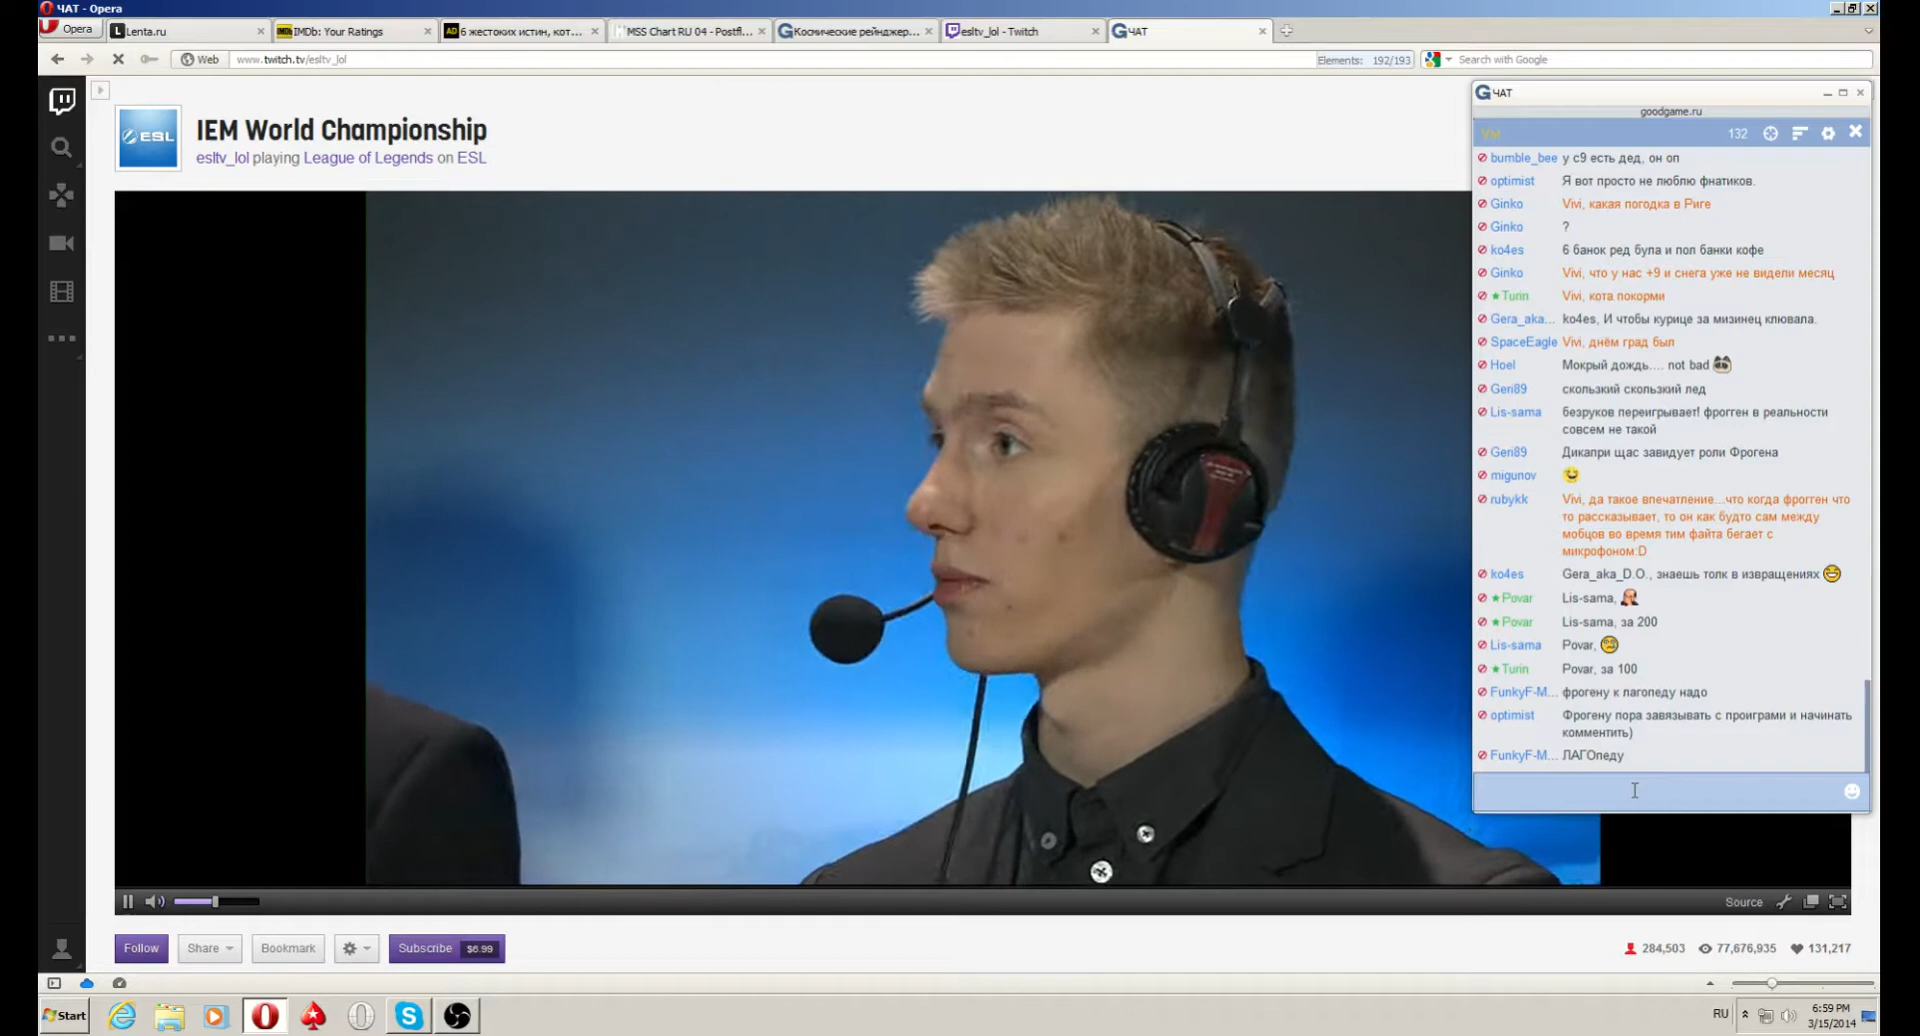 ЧАТ - Opera
Opera
Lenta.ru
IMDb: Your Ratings
6 жестоких истин, кот...
MSS Chart RU 04 - Postfl...
Космические рейнджер...
esltv_lol - Twitch
ЧАТ
Web
www.twitch.tv/esltv_lol
Elements: 192/193
Search with Google
ESL
IEM World Championship
esltv_lol playing League of Legends on ESL
ЧАТ
goodgame.ru
Vivi
132
bumble_bee у с9 есть дед, он оп
optimist Я вот просто не люблю фнатиков.
Ginko Vivi, какая погодка в Риге
Ginko ?
ko4es 6 банок ред була и пол банки кофе
Ginko Vivi, что у нас +9 и снега уже не видели месяц
Turin Vivi, кота покорми
Gera_aka... ko4es, И чтобы курице за мизинец клювала.
SpaceEagle Vivi, днём град был
Hoel Мокрый дождь.... not bad
Geri89 скользкий скользкий лед
Lis-sama безруков переигрывает! фрогген в реальности
совсем не такой
Geri89 Дикапри щас завидует роли Фрогена
migunov
rubykk Vivi, да такое впечатление...что когда фрогген что
то рассказывает, то он как будто сам между
мобцов во время тим файта бегает с
микрофоном:D
ko4es Gera_aka_D.O., знаешь толк в извращениях
Povar Lis-sama,
Povar Lis-sama, за 200
Lis-sama Povar,
Turin Povar, за 100
FunkyF-M... фрогену к лагопеду надо
optimist Фрогену пора завязывать с проиграми и начинать
комментить)
FunkyF-M... ЛАГОпеду
Source
Follow
Share
Bookmark
Subscribe $6.99
284,503
77,676,935
131,217
Start
RU
6:59 PM
3/15/2014